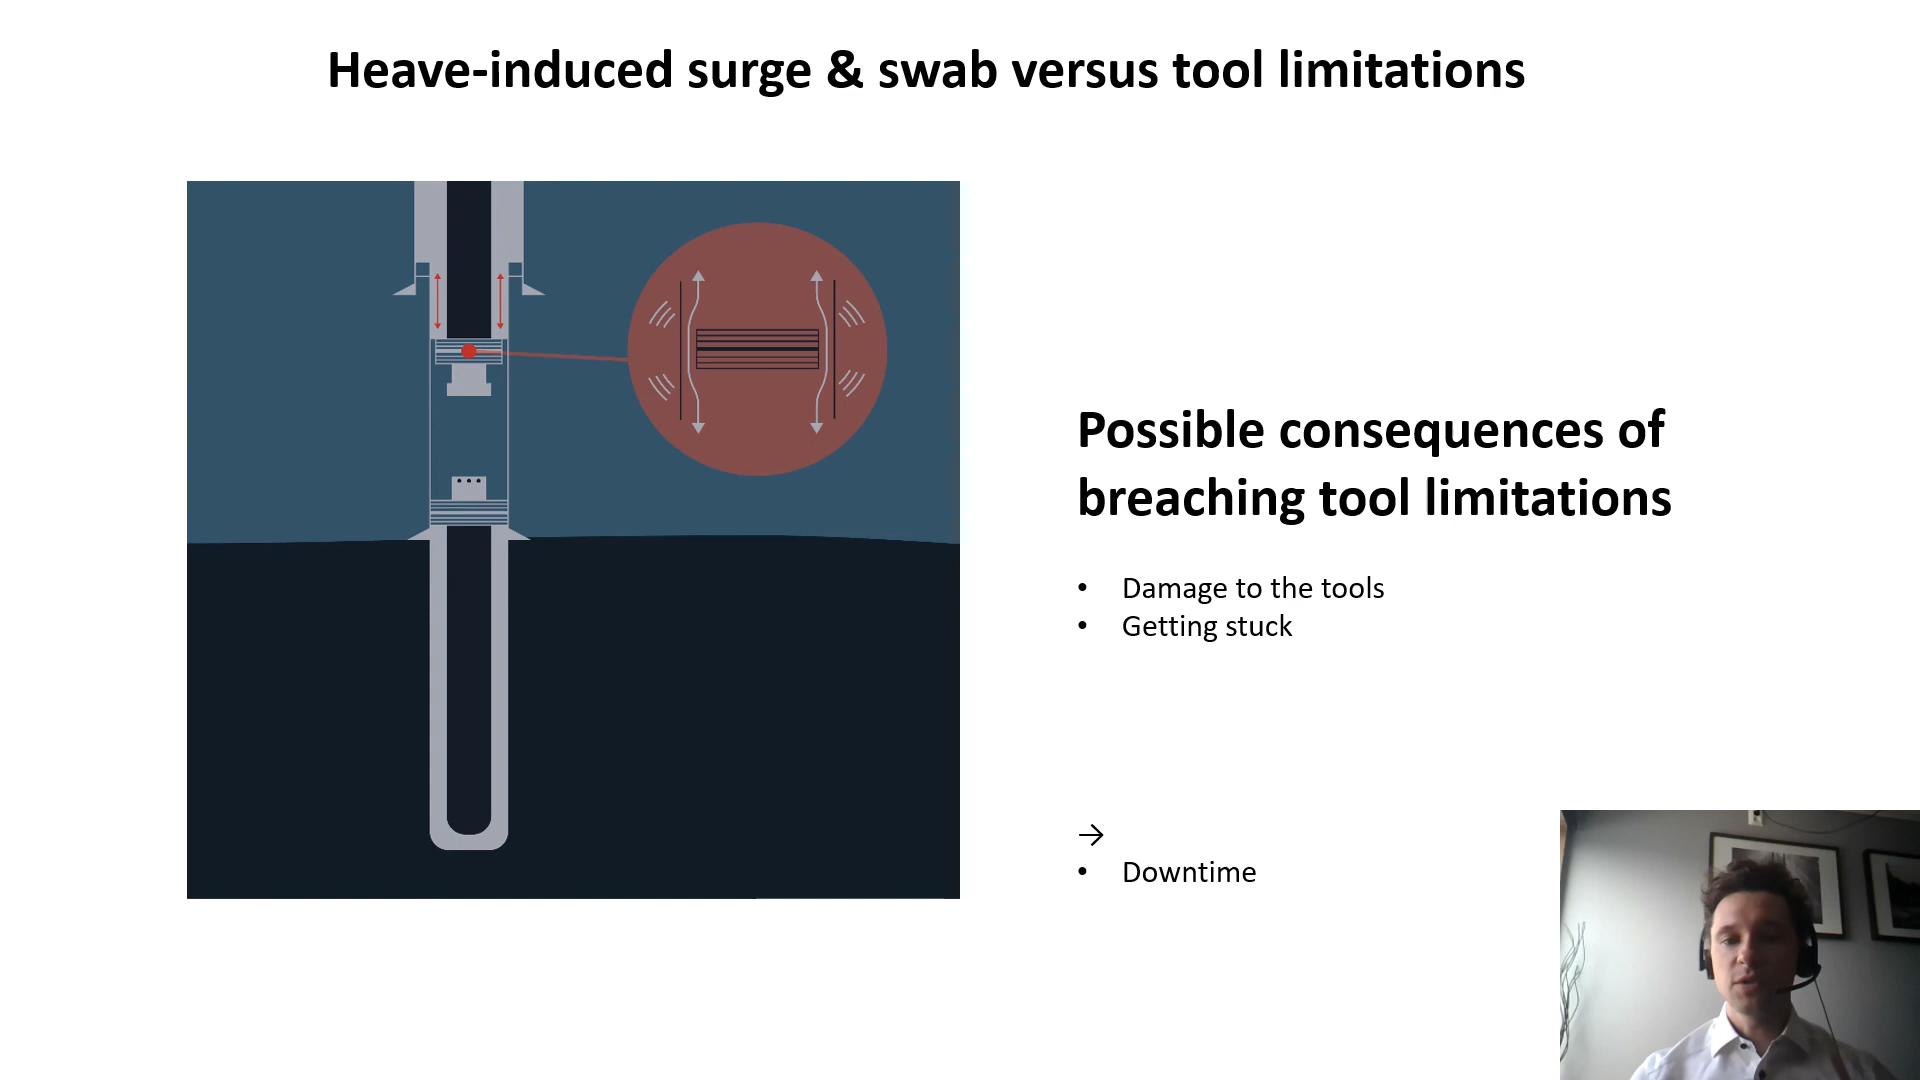 Heave-induced surge & swab versus tool limitations
Possible consequences of
breaching tool limitations
• Damage to the tools
• Getting stuck
→
• Downtime